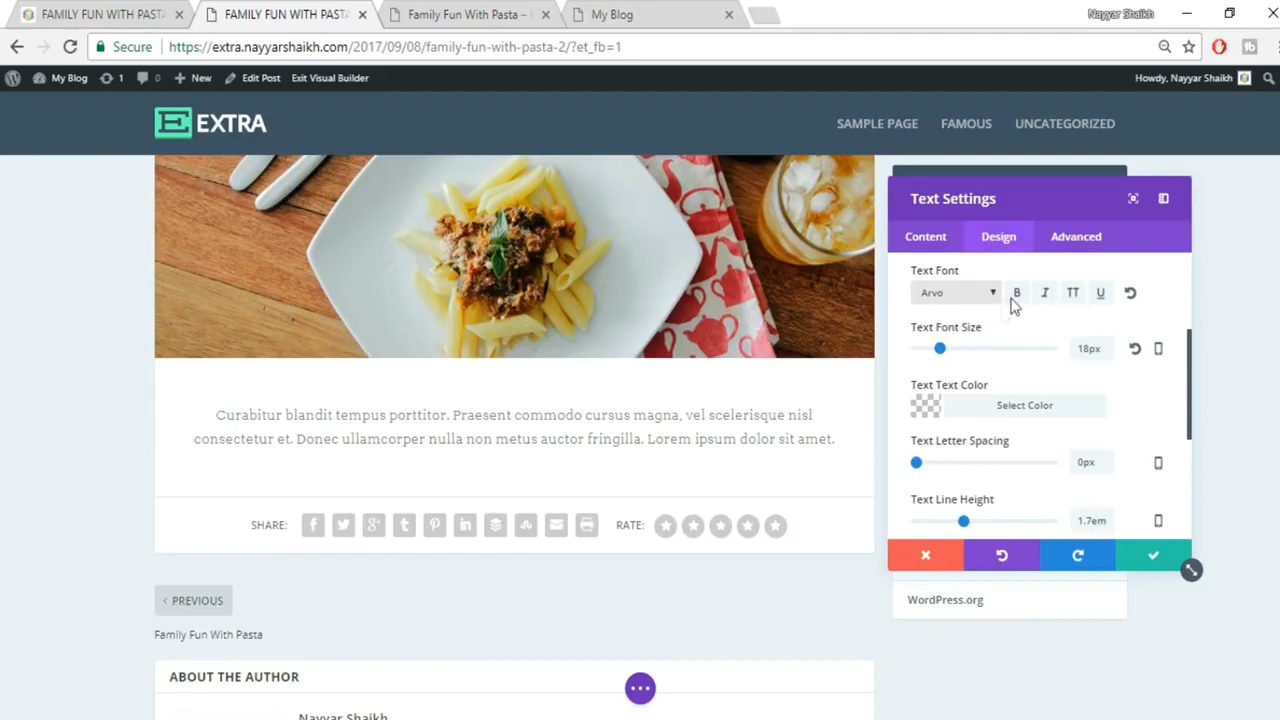 FAMILY FUN WITH PASTA
FAMILY FUN WITH PASTA
Family Fun With Pasta –
My Blog
Nayyar Shaikh
Secure
https://extra.nayyarshaikh.com/2017/09/08/family-fun-with-pasta-2/?et_fb=1
My Blog
1
0
New
Edit Post
Exit Visual Builder
Howdy, Nayyar Shaikh
EXTRA
SAMPLE PAGE
FAMOUS
UNCATEGORIZED
Text Settings
Content
Design
Advanced
Text Font
Arvo
B
I
TT
U
Text Font Size
18px
Text Text Color
Select Color
Text Letter Spacing
0px
Text Line Height
1.7em
Curabitur blandit tempus porttitor. Praesent commodo cursus magna, vel scelerisque nisl
consectetur et. Donec ullamcorper nulla non metus auctor fringilla. Lorem ipsum dolor sit amet.
SHARE:
RATE:
PREVIOUS
Family Fun With Pasta
WordPress.org
ABOUT THE AUTHOR
Nayyar Shaikh